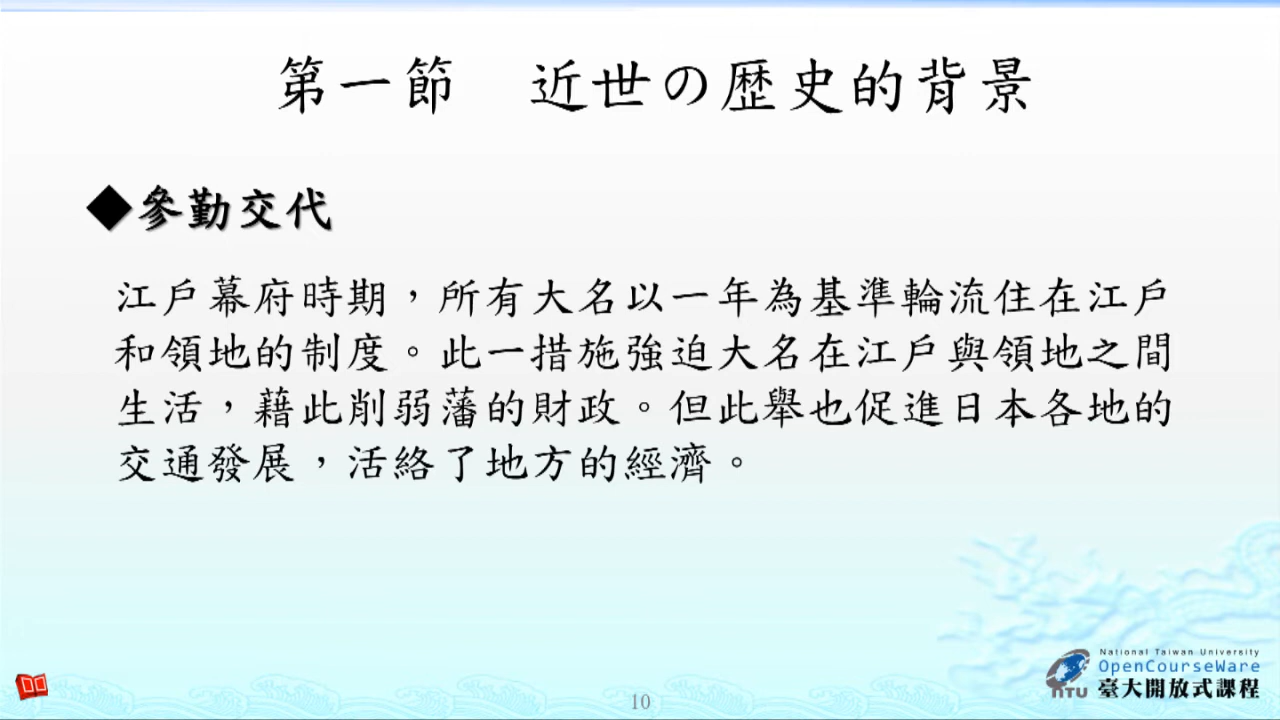 第一節　近世の歷史的背景
◆參勤交代
江戶幕府時期，所有大名以一年為基準輪流住在江戶
和領地的制度。此一措施強迫大名在江戶與領地之間
生活，藉此削弱藩的財政。但此舉也促進日本各地的
交通發展，活絡了地方的經濟。
National Taiwan University
OpenCourseWare
NTU 臺大開放式課程
10